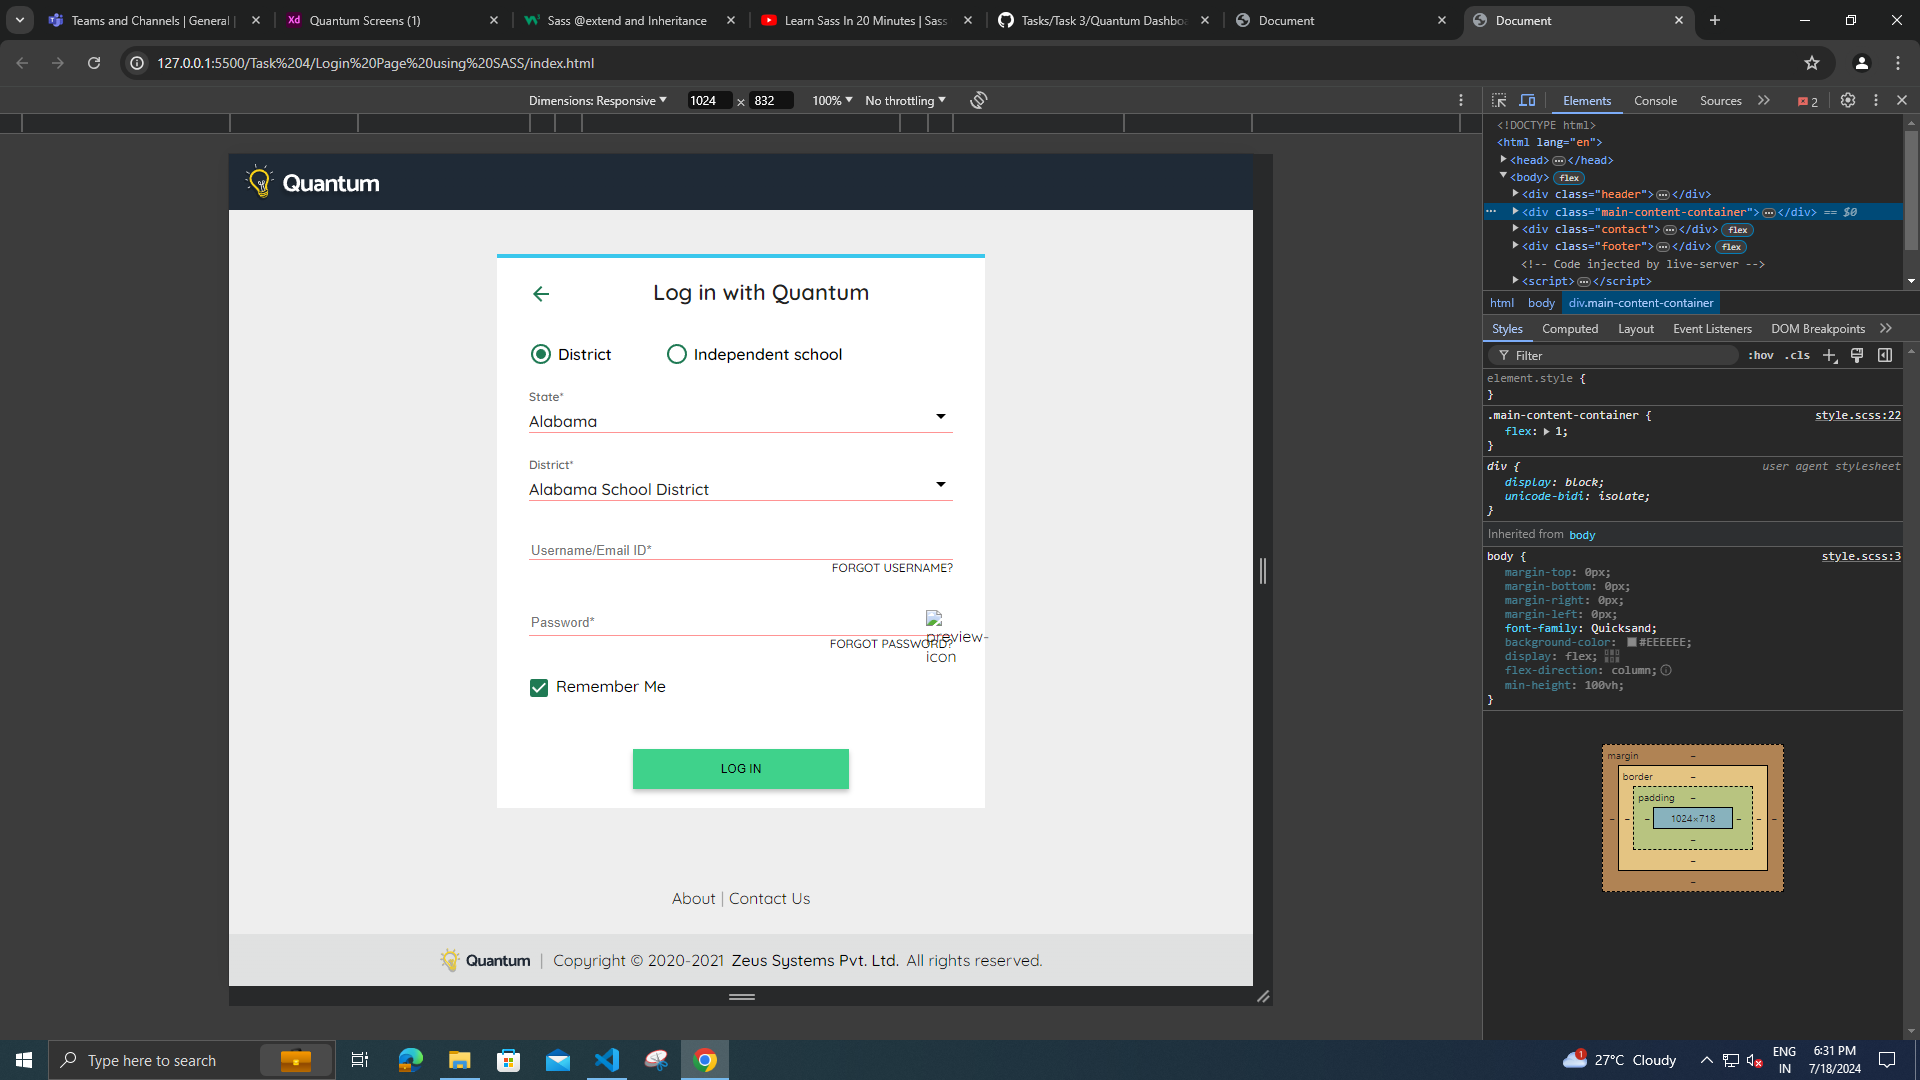 Teams and Channels | General |
Xd Quantum Screens (1)
Sass @extend and Inheritance
Learn Sass In 20 Minutes | Sass
Tasks/Task 3/Quantum Dashboa
Document
Document
127.0.0.1:5500/Task%204/Login%20Page%20using%20SASS/index.html
Dimensions: Responsive
1024 × 832
100%
No throttling
Elements
Console
Sources
2
<!DOCTYPE html>
<html lang="en">
<head>…</head>
<body> flex
<div class="header">…</div>
<div class="main-content-container">…</div> == $0
<div class="contact">…</div> flex
<div class="footer">…</div> flex
<!-- Code injected by live-server -->
<script>…</script>
html body div.main-content-container
Styles Computed Layout Event Listeners DOM Breakpoints
Filter :hov .cls
element.style {
}
.main-content-container { style.scss:22
flex: 1;
}
div { user agent stylesheet
display: block;
unicode-bidi: isolate;
}
Inherited from body
body { style.scss:3
margin-top: 0px;
margin-bottom: 0px;
margin-right: 0px;
margin-left: 0px;
font-family: Quicksand;
background-color: #EEEEEE;
display: flex;
flex-direction: column;
min-height: 100vh;
}
margin –
border –
padding –
– – – 1024×718 – – –
–
–
–
Quantum
Log in with Quantum
District
Independent school
State*
Alabama
District*
Alabama School District
Username/Email ID*
FORGOT USERNAME?
Password*
preview-
icon
FORGOT PASSWORD?
Remember Me
LOG IN
About | Contact Us
Quantum | Copyright © 2020-2021 Zeus Systems Pvt. Ltd. All rights reserved.
Type here to search
1
27°C Cloudy
ENG
IN
6:31 PM
7/18/2024